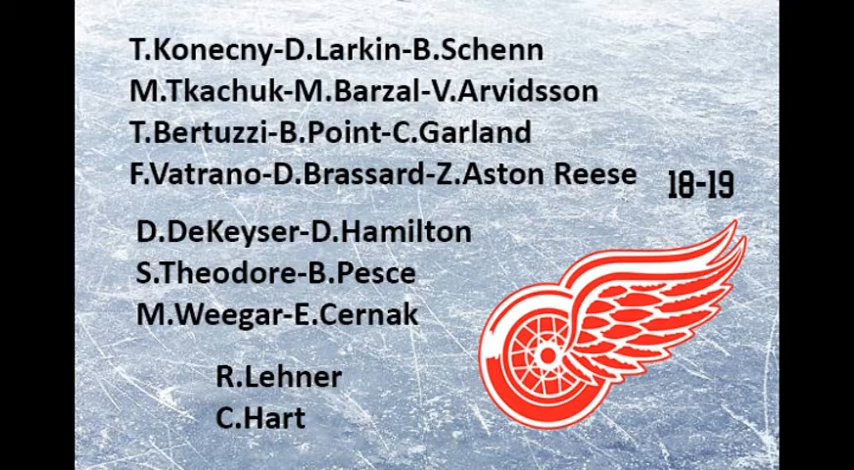 T.Konecny-D.Larkin-B.Schenn
M.Tkachuk-M.Barzal-V.Arvidsson
T.Bertuzzi-B.Point-C.Garland
F.Vatrano-D.Brassard-Z.Aston Reese
18-19
D.DeKeyser-D.Hamilton
S.Theodore-B.Pesce
M.Weegar-E.Cernak
R.Lehner
C.Hart